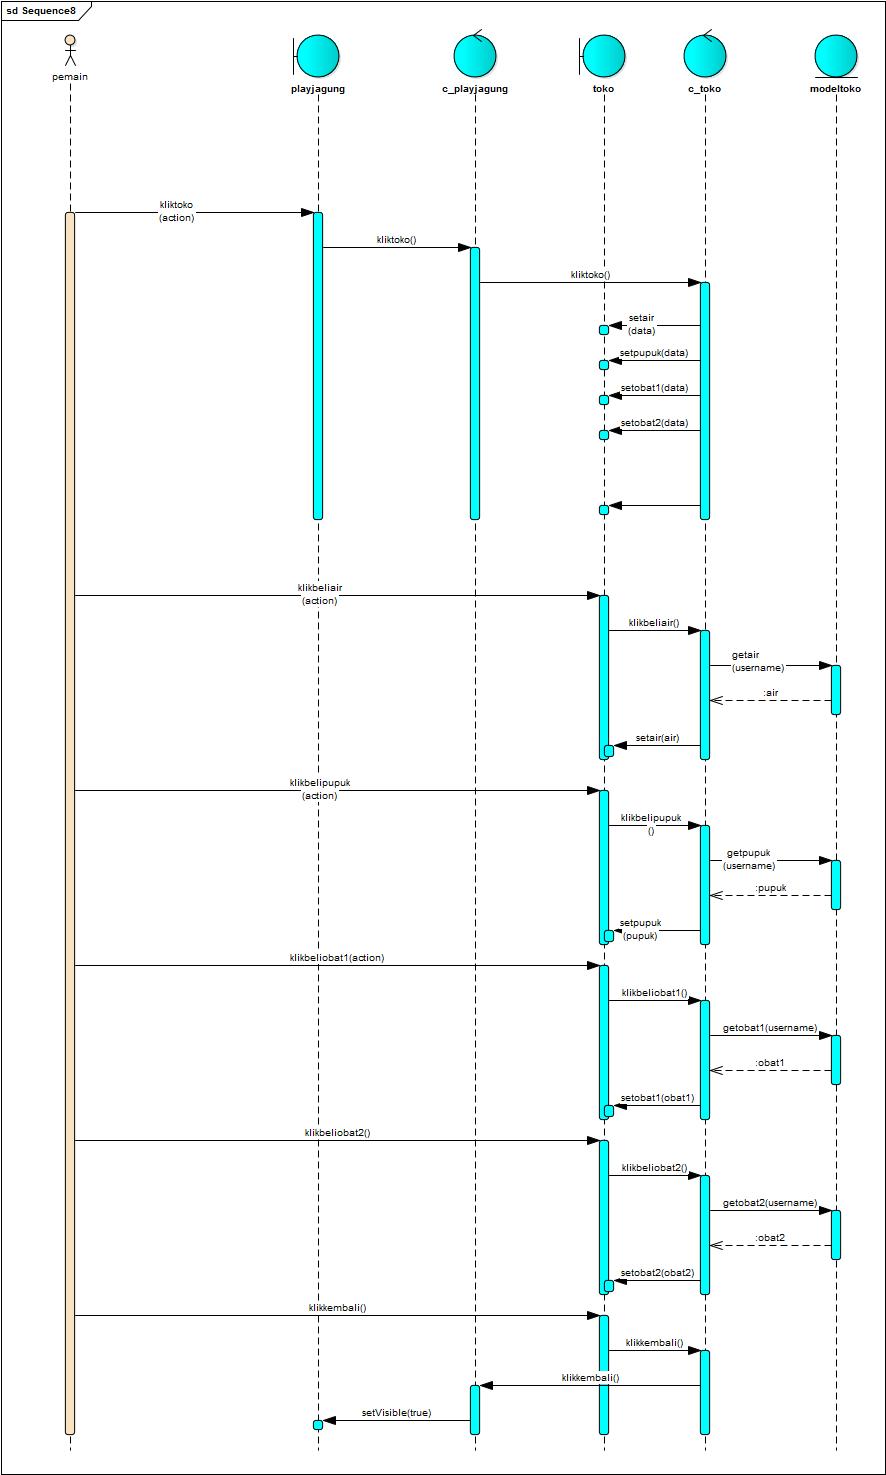 sd Sequence8
pemain
playjagung
c_playjagung
toko
c_toko
modeltoko
kliktoko
(action)
kliktoko()
kliktoko()
setair
(data)
setpupuk(data)
setobat1(data)
setobat2(data)
klikbeliair
(action)
klikbeliair()
getair
(username)
:air
setair(air)
klikbelipupuk
(action)
klikbelipupuk
()
getpupuk
(username)
:pupuk
setpupuk
(pupuk)
klikbeliobat1(action)
klikbeliobat1()
getobat1(username)
:obat1
setobat1(obat1)
klikbeliobat2()
klikbeliobat2()
getobat2(username)
:obat2
setobat2(obat2)
klikkembali()
klikkembali()
klikkembali()
setVisible(true)